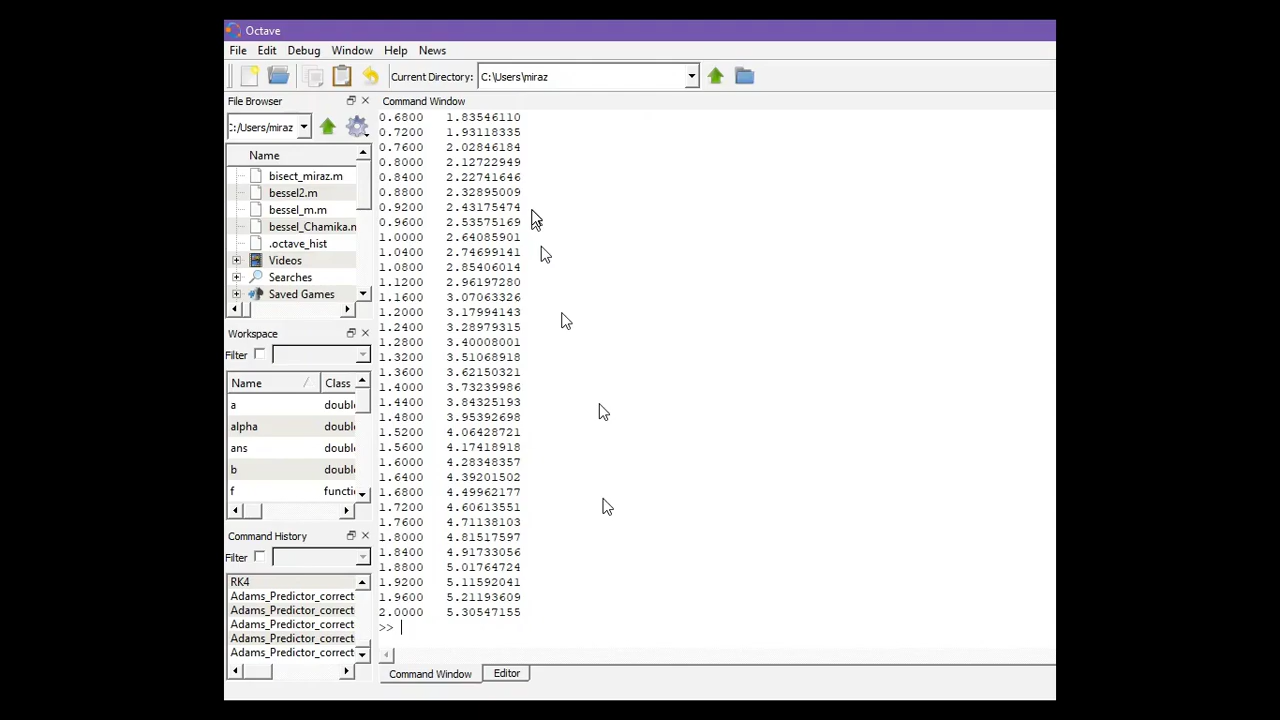 Octave
File Edit Debug Window Help News
Current Directory: C:\Users\miraz
File Browser
:/Users/miraz
Name
bisect_miraz.m
bessel2.m
bessel_m.m
bessel_Chamika.m
.octave_hist
Videos
Searches
Saved Games
Workspace
Filter
Name Class
a double
alpha double
ans double
b double
f functi
Command History
Filter
RK4
Adams_Predictor_correct
Adams_Predictor_correct
Adams_Predictor_correct
Adams_Predictor_correct
Adams_Predictor_correct
Command Window
0.6800 1.83546110
0.7200 1.93118335
0.7600 2.02846184
0.8000 2.12722949
0.8400 2.22741646
0.8800 2.32895009
0.9200 2.43175474
0.9600 2.53575169
1.0000 2.64085901
1.0400 2.74699141
1.0800 2.85406014
1.1200 2.96197280
1.1600 3.07063326
1.2000 3.17994143
1.2400 3.28979315
1.2800 3.40008001
1.3200 3.51068918
1.3600 3.62150321
1.4000 3.73239986
1.4400 3.84325193
1.4800 3.95392698
1.5200 4.06428721
1.5600 4.17418918
1.6000 4.28348357
1.6400 4.39201502
1.6800 4.49962177
1.7200 4.60613551
1.7600 4.71138103
1.8000 4.81517597
1.8400 4.91733056
1.8800 5.01764724
1.9200 5.11592041
1.9600 5.21193609
2.0000 5.30547155
>>
Command Window Editor